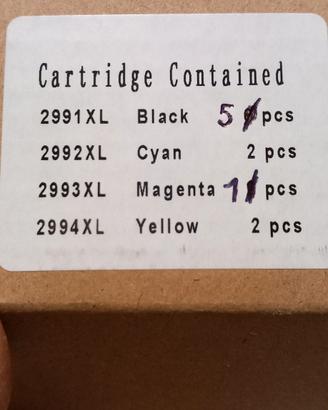 Cartridge Contained
2991XL Black 5 pcs
2992XL Cyan 2 pcs
2993XL Magenta 1 pcs
2994XL Yellow 2 pcs